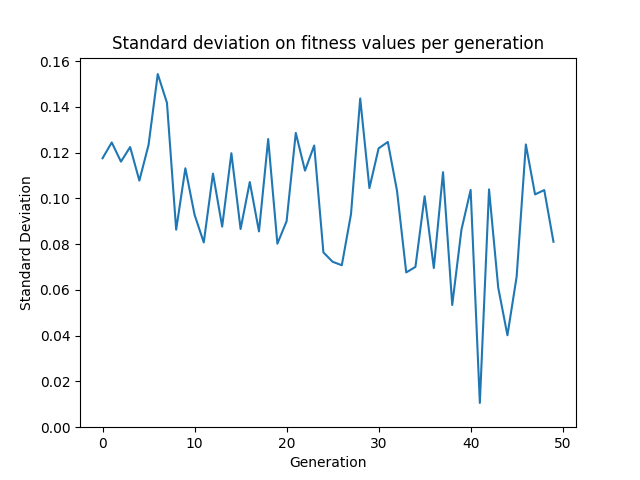 Standard deviation on fitness values per generation
0.16
0.14
0.12
0.10
0.08
0.06
0.04
0.02
0.00
Standard Deviation
0 10 20 30 40 50
Generation